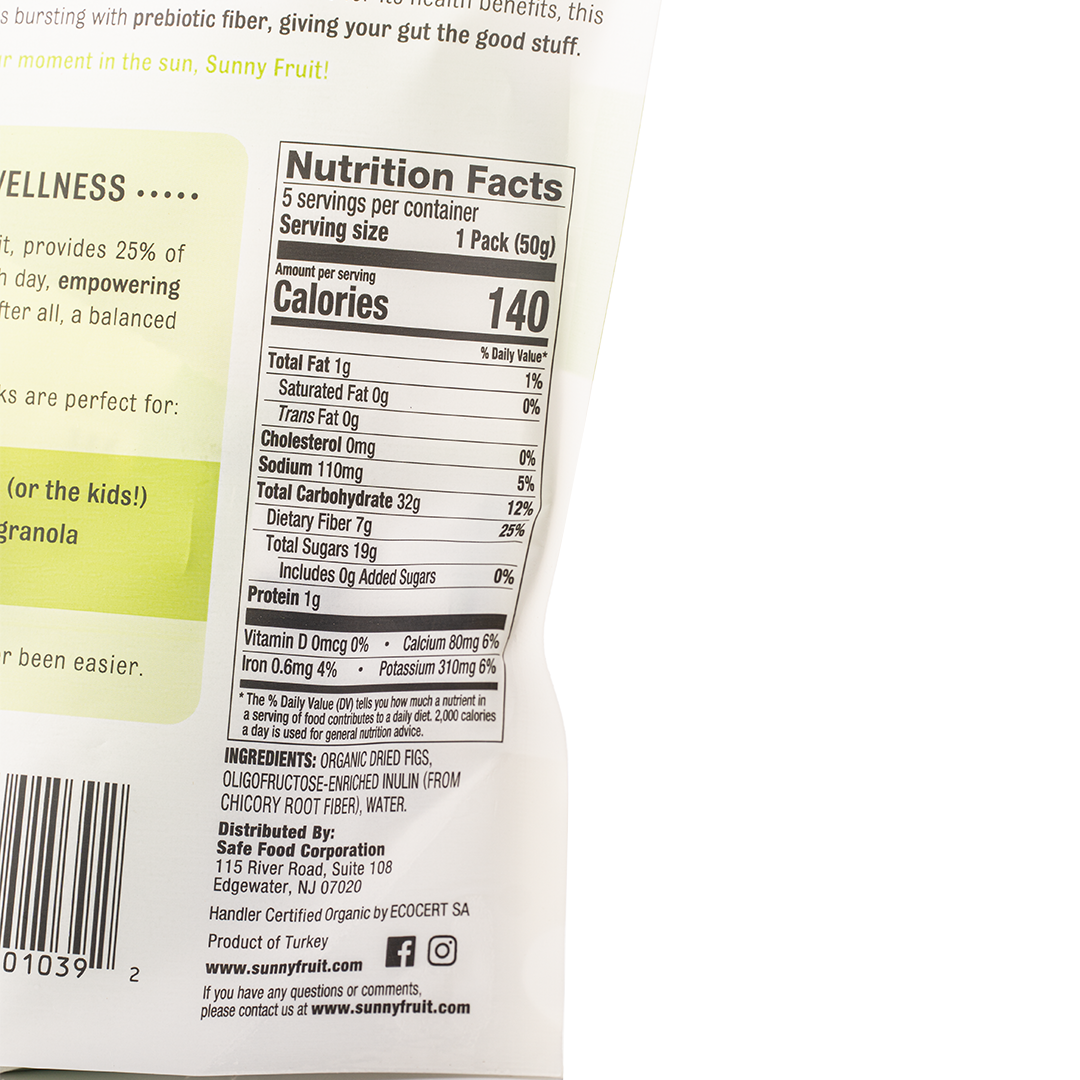 its health benefits, this
s bursting with prebiotic fiber, giving your gut the good stuff.
r moment in the sun, Sunny Fruit!
ELLNESS •••••
it, provides 25% of
h day, empowering
fter all, a balanced
ks are perfect for:
(or the kids!)
granola
r been easier.
01039 2
Nutrition Facts
5 servings per container
Serving size 1 Pack (50g)
Amount per serving
Calories 140
% Daily Value*
Total Fat 1g 1%
Saturated Fat 0g 0%
Trans Fat 0g
Cholesterol 0mg 0%
Sodium 110mg 5%
Total Carbohydrate 32g 12%
Dietary Fiber 7g 25%
Total Sugars 19g
Includes 0g Added Sugars 0%
Protein 1g
Vitamin D 0mcg 0% • Calcium 80mg 6%
Iron 0.6mg 4% • Potassium 310mg 6%
* The % Daily Value (DV) tells you how much a nutrient in
a serving of food contributes to a daily diet. 2,000 calories
a day is used for general nutrition advice.
INGREDIENTS: ORGANIC DRIED FIGS,
OLIGOFRUCTOSE-ENRICHED INULIN (FROM
CHICORY ROOT FIBER), WATER.
Distributed By:
Safe Food Corporation
115 River Road, Suite 108
Edgewater, NJ 07020
Handler Certified Organic by ECOCERT SA
Product of Turkey
www.sunnyfruit.com
If you have any questions or comments,
please contact us at www.sunnyfruit.com